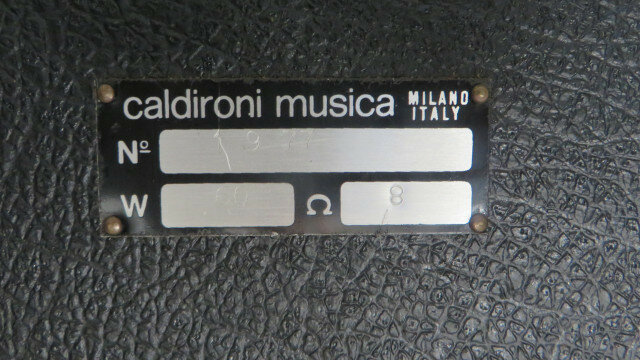 caldironi musica MILANO ITALY
Nº
W Ω 8